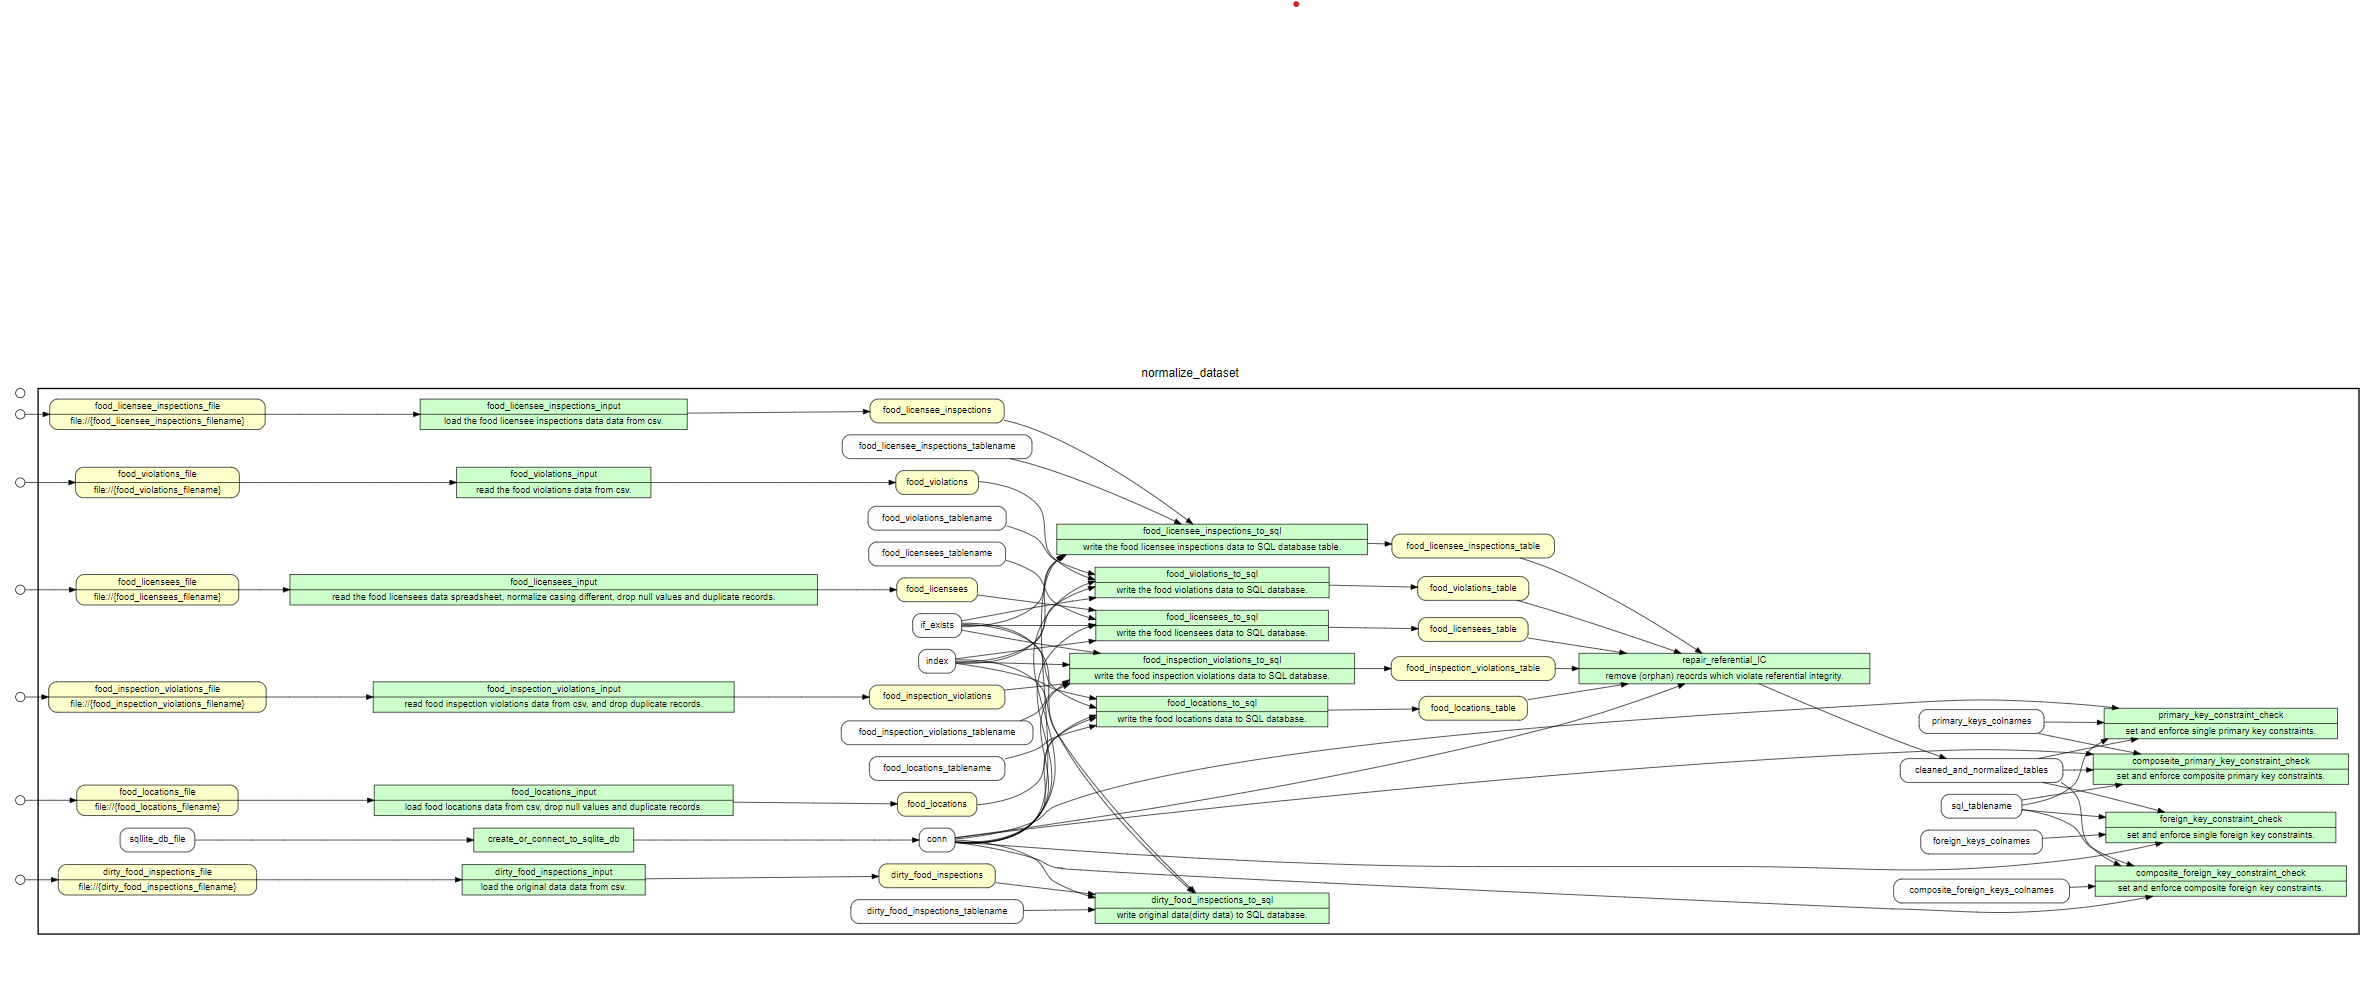 normalize_dataset
food_licensee_inspections_file
file://{food_licensee_inspections_filename}
food_licensee_inspections_input
load the food licensee inspections data data from csv.
food_licensee_inspections
food_licensee_inspections_tablename
food_violations_file
file://{food_violations_filename}
food_violations_input
read the food violations data from csv.
food_violations
food_violations_tablename
food_licensees_tablename
food_licensee_inspections_to_sql
write the food licensee inspections data to SQL database table.
food_licensee_inspections_table
food_licensees_file
file://{food_licensees_filename}
food_licensees_input
read the food licensees data spreadsheet, normalize casing different, drop null values and duplicate records.
food_licensees
food_violations_to_sql
write the food violations data to SQL database.
food_violations_table
if_exists
food_licensees_to_sql
write the food licensees data to SQL database.
food_licensees_table
index
food_inspection_violations_to_sql
write the food inspection violations data to SQL database.
food_inspection_violations_table
repair_referential_IC
remove (orphan) reocrds which violate referential integrity.
food_inspection_violations_file
file://{food_inspection_violations_filename}
food_inspection_violations_input
read food inspection violations data from csv, and drop duplicate records.
food_inspection_violations
food_locations_to_sql
write the food locations data to SQL database.
food_locations_table
food_inspection_violations_tablename
primary_keys_colnames
primary_key_constraint_check
set and enforce single primary key constraints.
food_locations_tablename
cleaned_and_normalized_tables
composeite_primary_key_constraint_check
set and enforce composite primary key constraints.
food_locations_file
file://{food_locations_filename}
food_locations_input
load food locations data from csv, drop null values and duplicate records.
food_locations
sql_tablename
sqllite_db_file
create_or_connect_to_sqlite_db
conn
foreign_keys_colnames
foreign_key_constraint_check
set and enforce single foreign key constraints.
dirty_food_inspections_file
file://{dirty_food_inspections_filename}
dirty_food_inspections_input
load the original data data from csv.
dirty_food_inspections
composite_foreign_keys_colnames
composite_foreign_key_constraint_check
set and enforce composite foreign key constraints.
dirty_food_inspections_tablename
dirty_food_inspections_to_sql
write original data(dirty data) to SQL database.